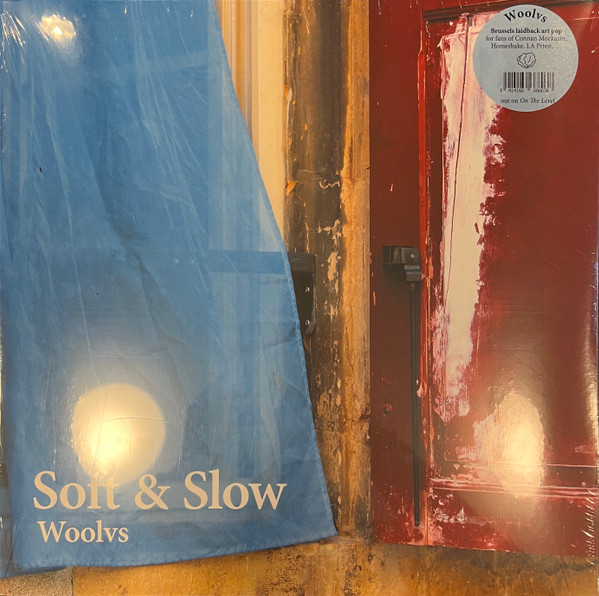 Woolvs
Brussels laidback art pop
for fans of Connan Mockasin,
Homeshake, LA Priest.
out on On The Level
Soft & Slow
Woolvs